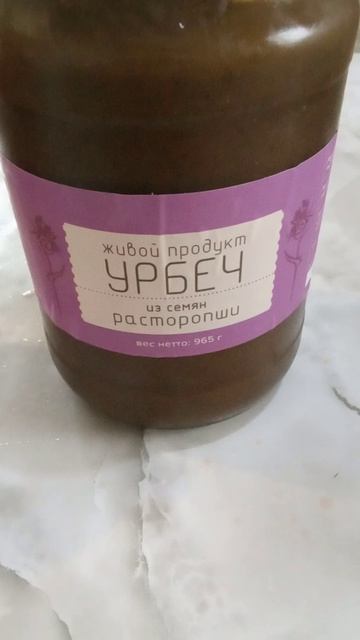 живой продукт
УРБЕЧ
из семян
расторопши
вес нетто: 965 г